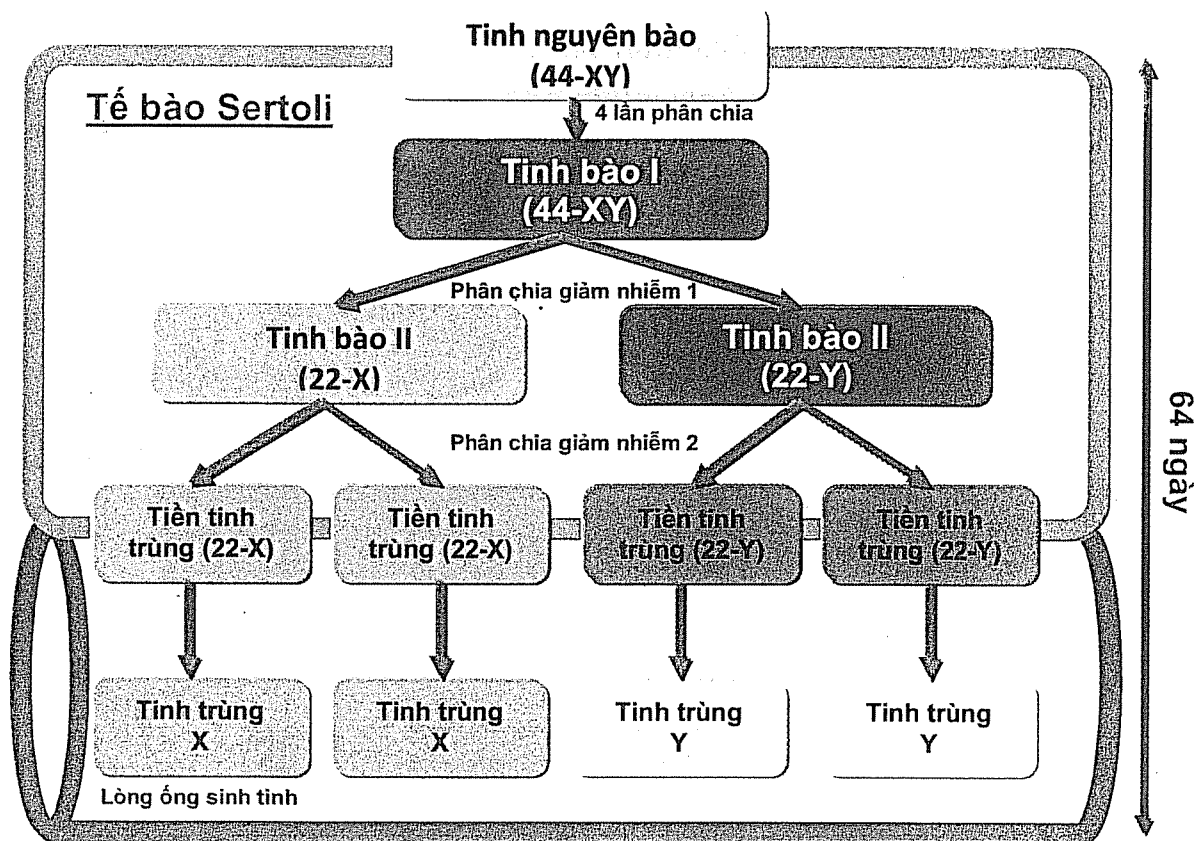 Tinh nguyên bào
(44-XY)
Tế bào Sertoli
4 lần phân chia
Tinh bào I
(44-XY)
Phân chia giảm nhiễm 1
Tinh bào II
(22-X)
Tinh bào II
(22-Y)
Phân chia giảm nhiễm 2
Tiền tinh
trùng (22-X)
Tiền tinh
trùng (22-X)
Tiền tinh
trùng (22-Y)
Tiền tinh
trùng (22-Y)
Tinh trùng
X
Tinh trùng
X
Tinh trùng
Y
Tinh trùng
Y
Lòng ống sinh tinh
64 ngày